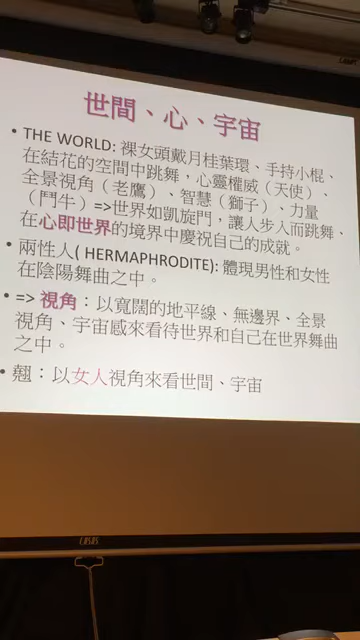 世間、心、宇宙
• THE WORLD: 裸女頭戴月桂葉環、手持小棍、
在結花的空間中跳舞，心靈權威（天使）、
全景視角（老鷹）、智慧（獅子）、力量
（鬥牛）=>世界如凱旋門，讓人步入而跳舞、
在心即世界的境界中慶祝自己的成就。
• 兩性人( HERMAPHRODITE): 體現男性和女性
在陰陽舞曲之中。
• => 視角：以寬闊的地平線、無邊界、全景
視角、宇宙感來看待世界和自己在世界舞曲
之中。
• 翹：以女人視角來看世間、宇宙